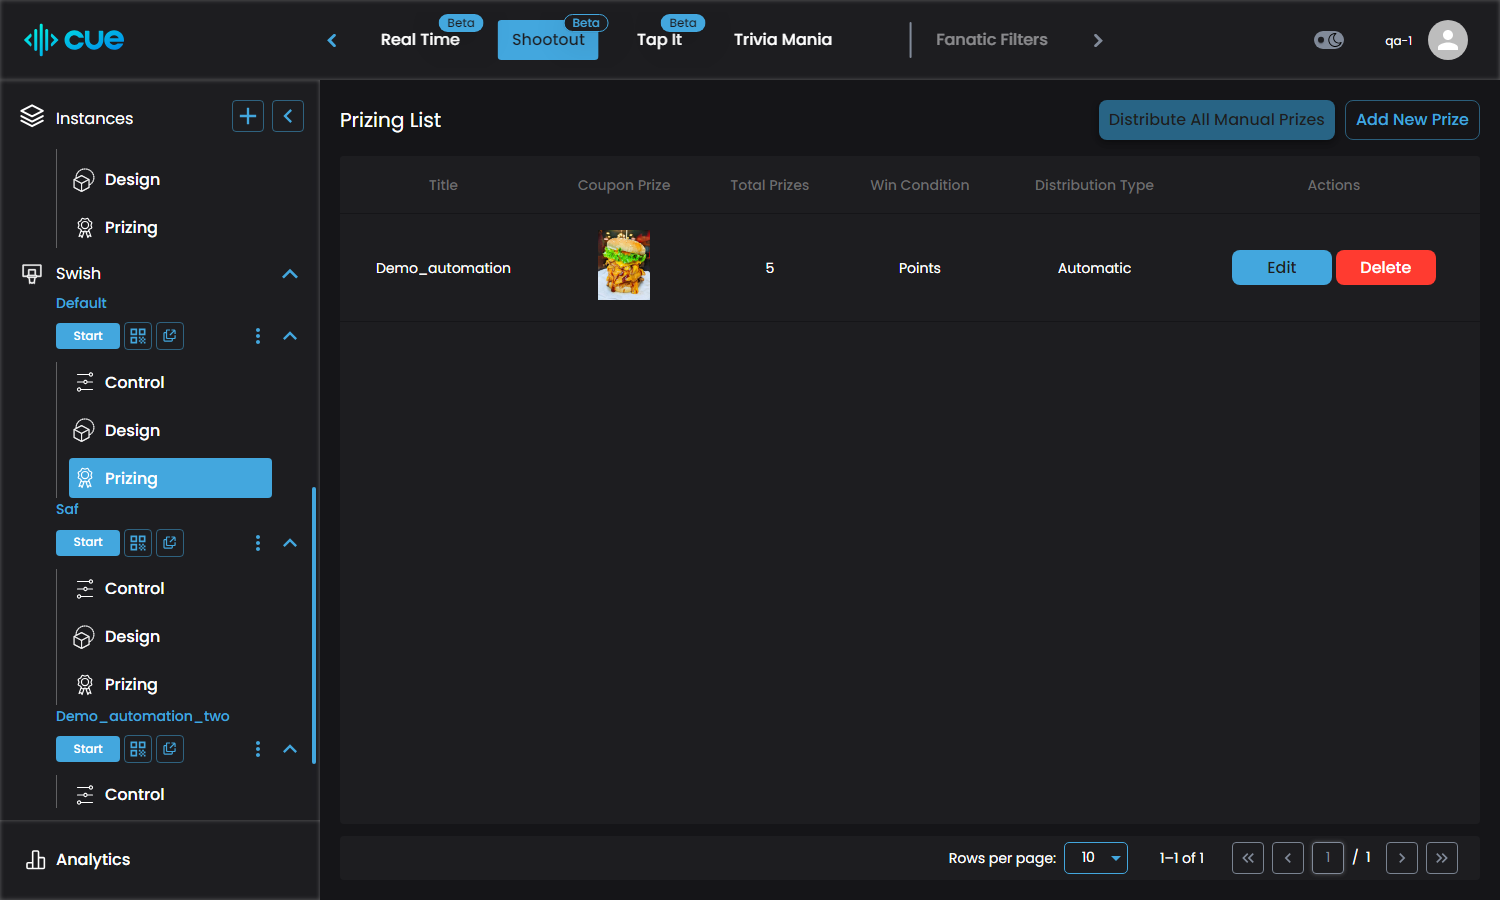 cue
Real Time
Beta
Shootout
Beta
Tap It
Beta
Trivia Mania
Fanatic Filters
qa-1
Instances
Design
Prizing
Swish
Default
Start
Control
Design
Prizing
Saf
Start
Control
Design
Prizing
Demo_automation_two
Start
Control
Analytics
Prizing List
Distribute All Manual Prizes
Add New Prize
Title Coupon Prize Total Prizes Win Condition Distribution Type Actions
Demo_automation 5 Points Automatic Edit Delete
Rows per page: 10 1–1 of 1 1 / 1